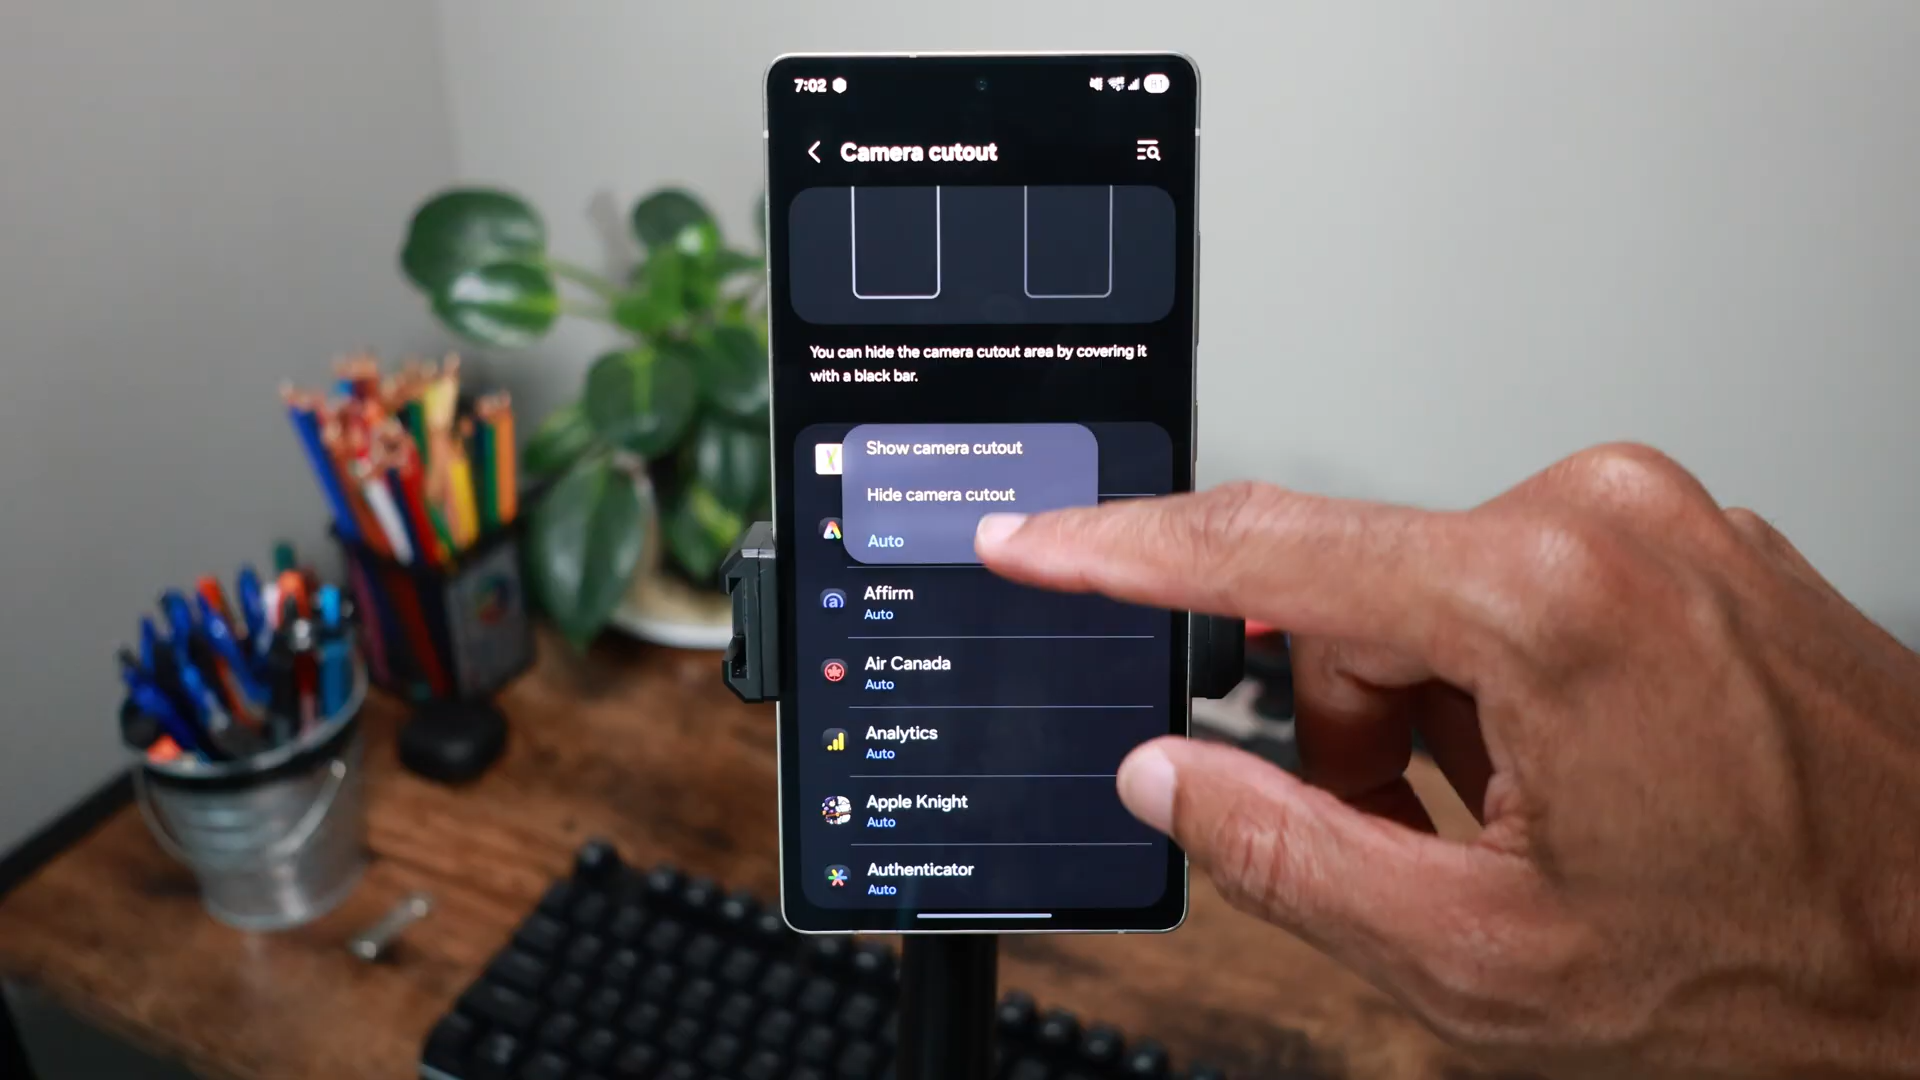 7:02
81
Camera cutout
You can hide the camera cutout area by covering it
with a black bar.
Show camera cutout
Hide camera cutout
Auto
Affirm
Auto
Air Canada
Auto
Analytics
Auto
Apple Knight
Auto
Authenticator
Auto